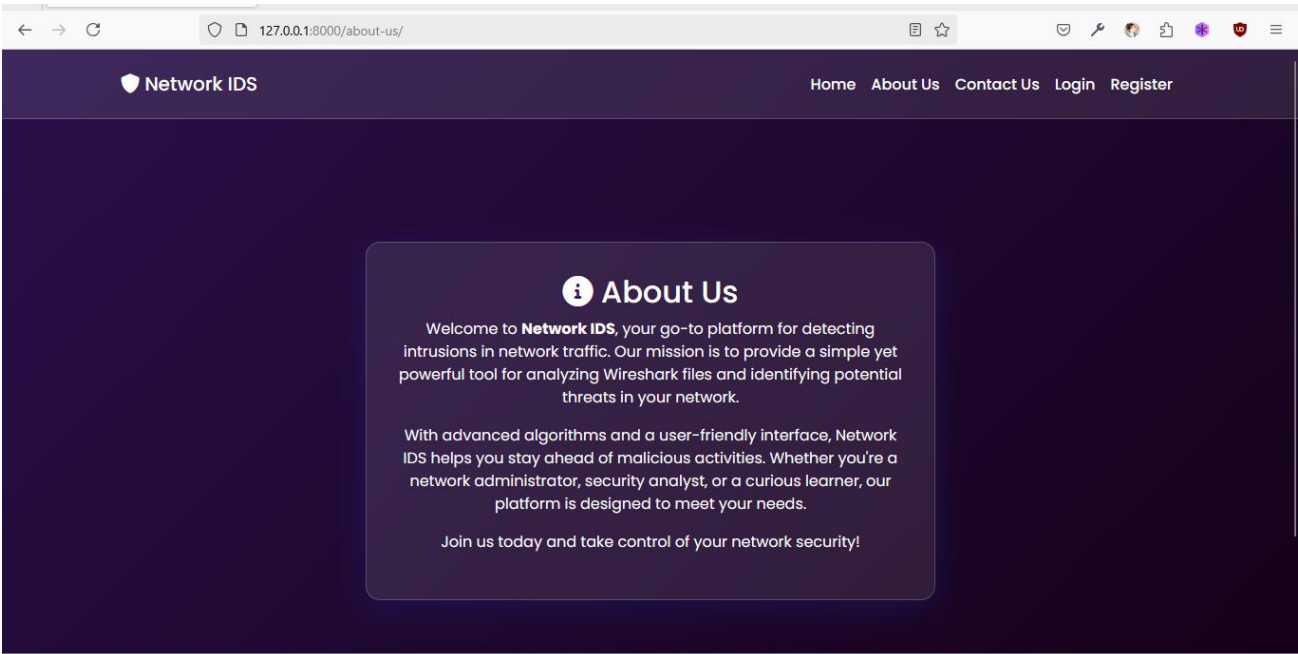 127.0.0.1:8000/about-us/
Network IDS
Home About Us Contact Us Login Register
About Us
Welcome to Network IDS, your go-to platform for detecting
intrusions in network traffic. Our mission is to provide a simple yet
powerful tool for analyzing Wireshark files and identifying potential
threats in your network.
With advanced algorithms and a user-friendly interface, Network
IDS helps you stay ahead of malicious activities. Whether you're a
network administrator, security analyst, or a curious learner, our
platform is designed to meet your needs.
Join us today and take control of your network security!